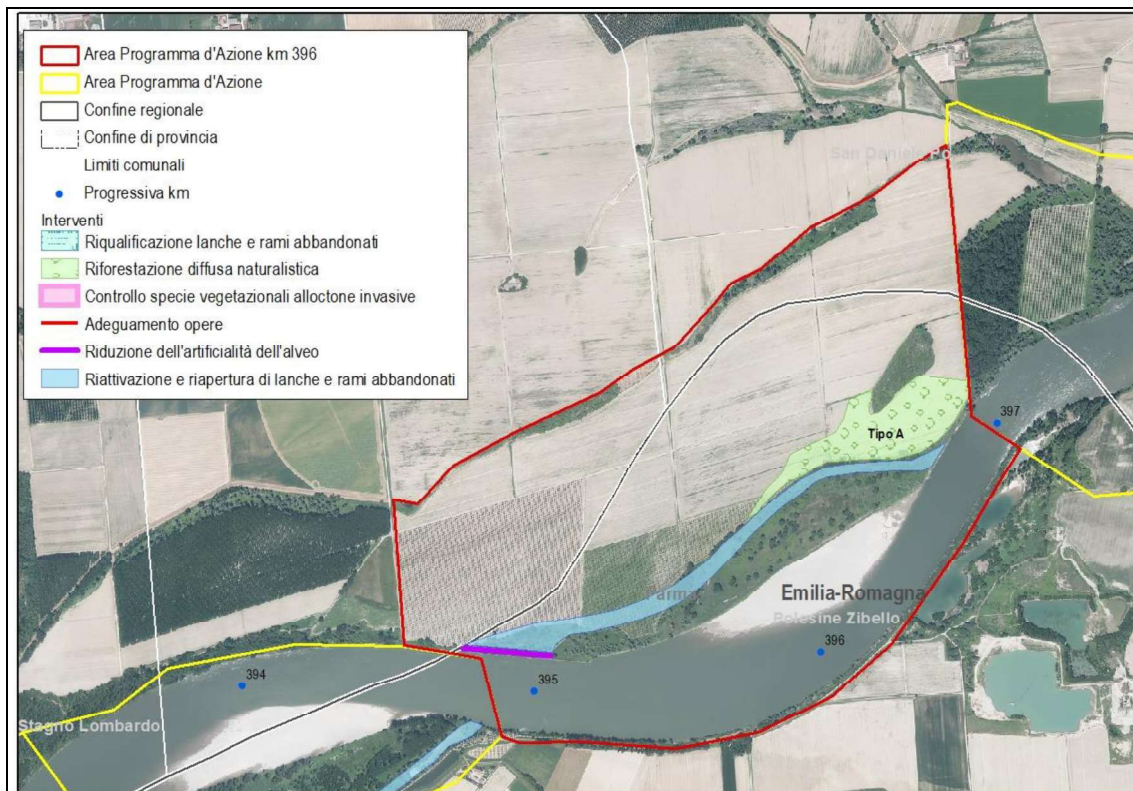 Area Programma d'Azione km 396
Area Programma d'Azione
Confine regionale
Confine di provincia
Limiti comunali
Progressiva km
Interventi
Riqualificazione lanche e rami abbandonati
Riforestazione diffusa naturalistica
Controllo specie vegetazionali alloctone invasive
Adeguamento opere
Riduzione dell'artificialità dell'alveo
Riattivazione e riapertura di lanche e rami abbandonati
San Daniele Po
397
Tipo A
Parma
Emilia-Romagna
Polesine Zibello
396
394
395
Stagno Lombardo